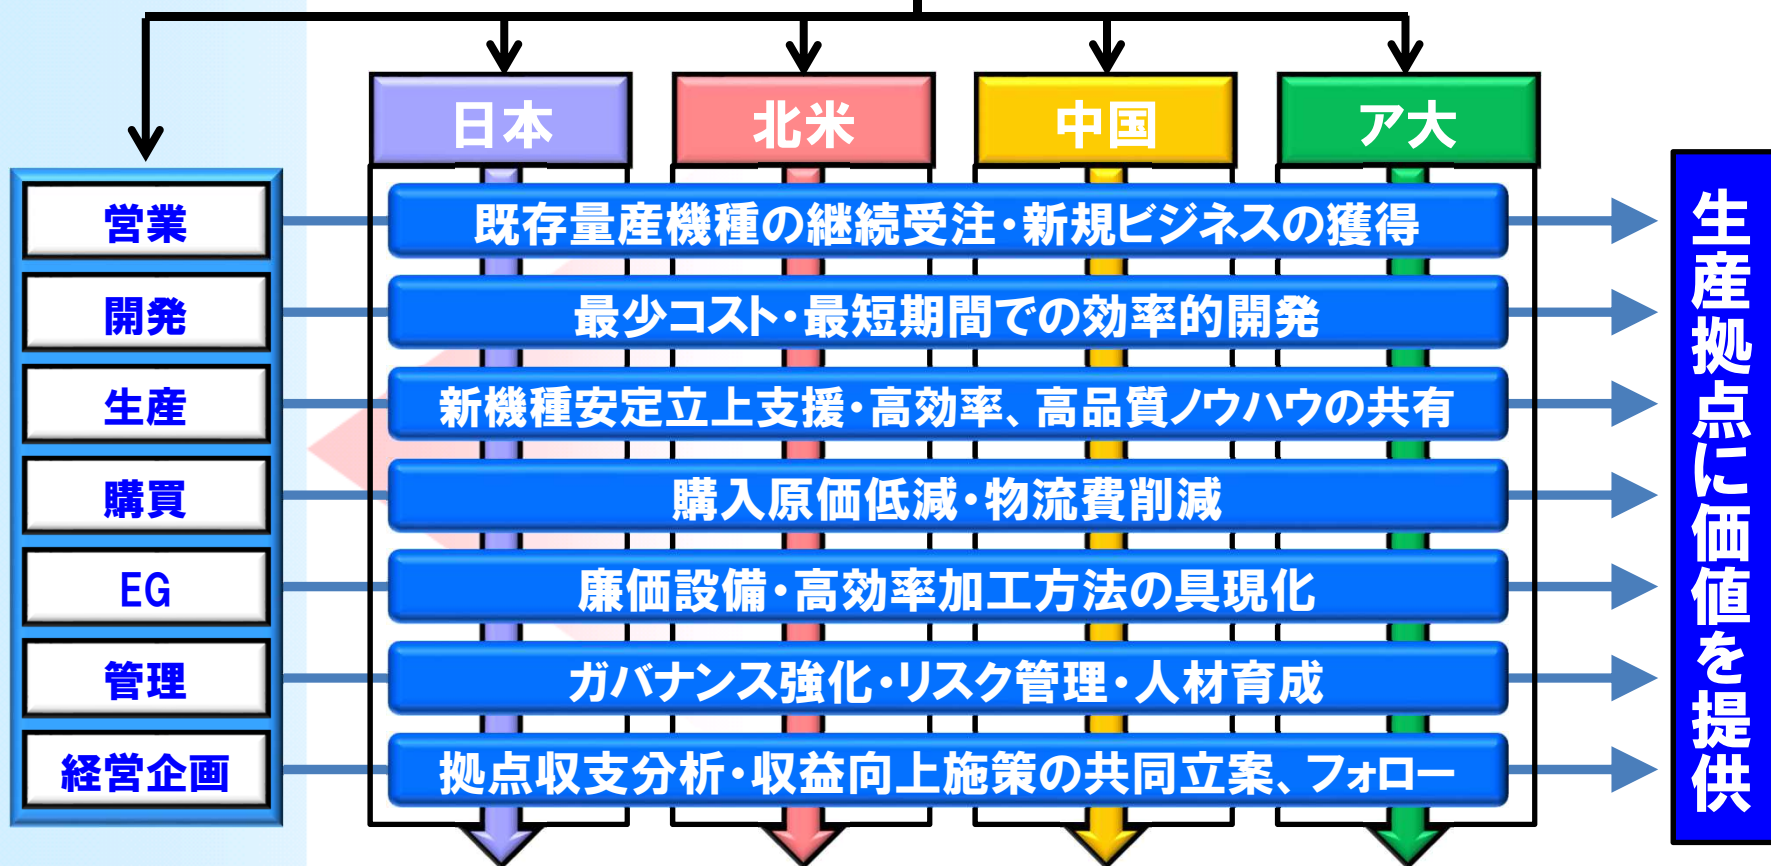 日本
北米
中国
ア大
営業
既存量産機種の継続受注・新規ビジネスの獲得
開発
最少コスト・最短期間での効率的開発
生産
新機種安定立上支援・高効率、高品質ノウハウの共有
購買
購入原価低減・物流費削減
EG
廉価設備・高効率加工方法の具現化
管理
ガバナンス強化・リスク管理・人材育成
経営企画
拠点収支分析・収益向上施策の共同立案、フォロー
生産拠点に価値を提供